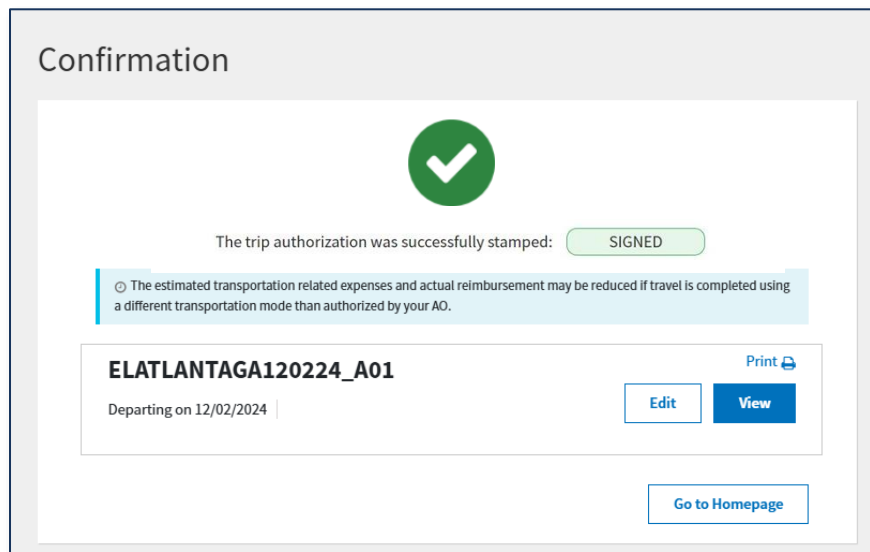 Confirmation
The trip authorization was successfully stamped: SIGNED
The estimated transportation related expenses and actual reimbursement may be reduced if travel is completed using
a different transportation mode than authorized by your AO.
Print
ELATLANTAGA120224_A01
Departing on 12/02/2024
Edit View
Go to Homepage